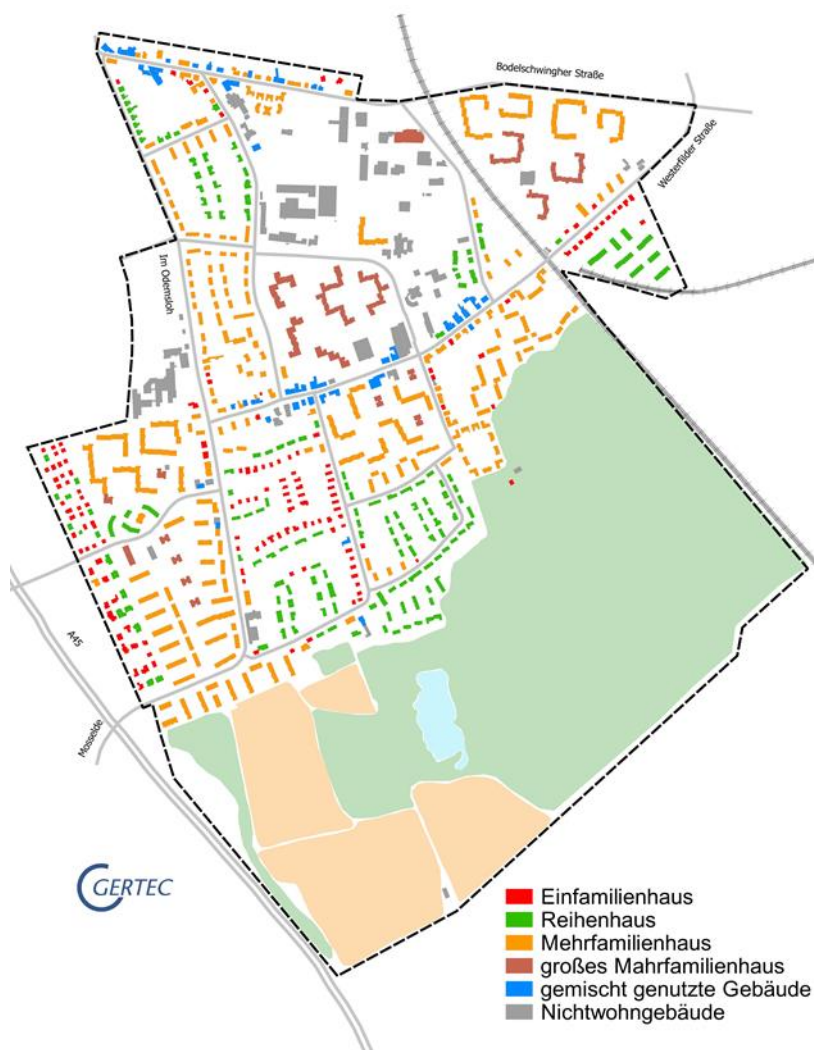 Bodelschwingher Straße
Westerfilder Straße
Im Odemsloh
A45
Mosselde
GERTEC
Einfamilienhaus
Reihenhaus
Mehrfamilienhaus
großes Mahrfamilienhaus
gemischt genutzte Gebäude
Nichtwohngebäude